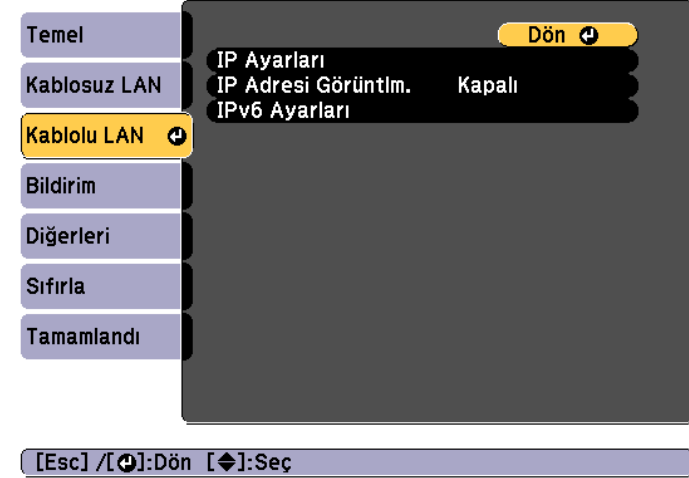 Temel
Kablosuz LAN
Kablolu LAN
Bildirim
Diğerleri
Sıfırla
Tamamlandı
Dön
IP Ayarları
IP Adresi Görüntlm. Kapalı
IPv6 Ayarları
[Esc] /[⏎]:Dön [◆]:Seç